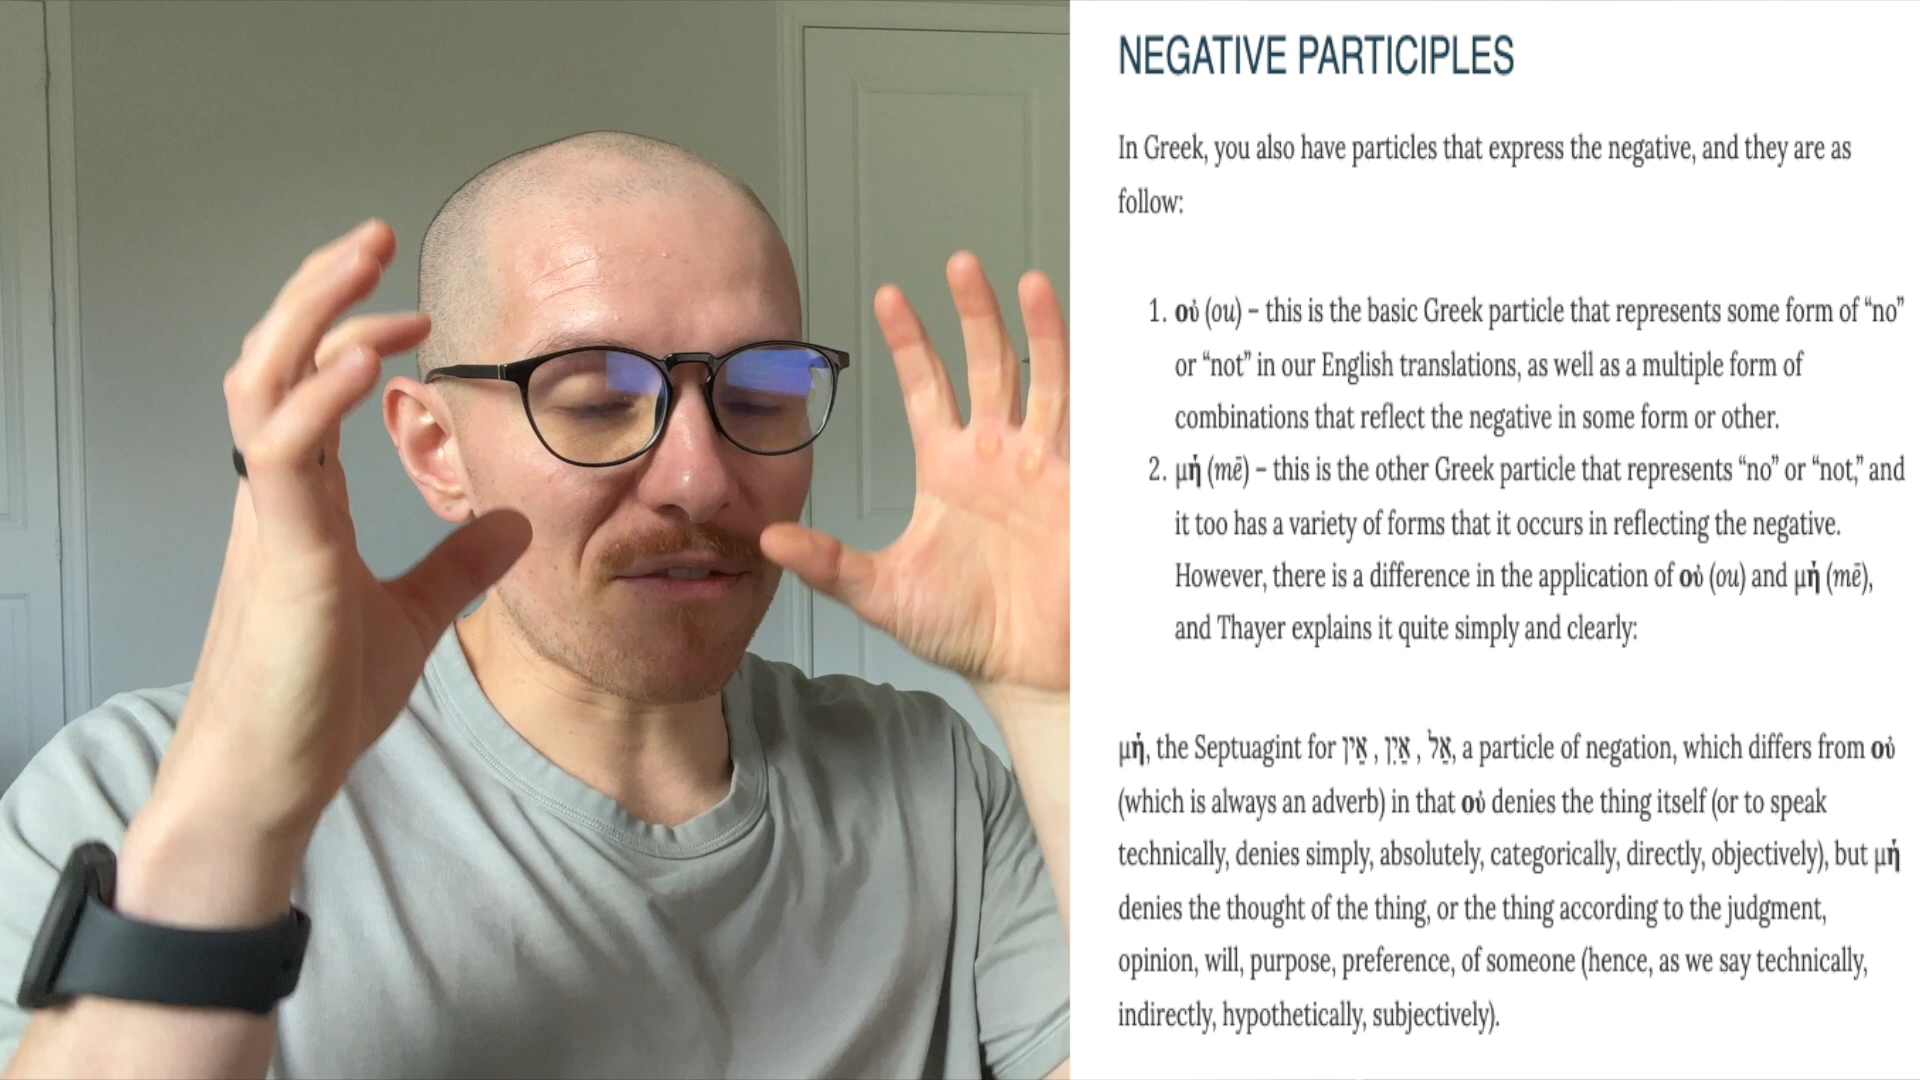 NEGATIVE PARTICIPLES
In Greek, you also have particles that express the negative, and they are as
follow:
1. οὐ (ou) – this is the basic Greek particle that represents some form of “no”
or “not” in our English translations, as well as a multiple form of
combinations that reflect the negative in some form or other.
2. μή (mē) – this is the other Greek particle that represents “no” or “not,” and
it too has a variety of forms that it occurs in reflecting the negative.
However, there is a difference in the application of οὐ (ou) and μή (mē),
and Thayer explains it quite simply and clearly:
μή, the Septuagint for אַל , אַיִן , אֵין, a particle of negation, which differs from οὐ
(which is always an adverb) in that οὐ denies the thing itself (or to speak
technically, denies simply, absolutely, categorically, directly, objectively), but μή
denies the thought of the thing, or the thing according to the judgment,
opinion, will, purpose, preference, of someone (hence, as we say technically,
indirectly, hypothetically, subjectively).